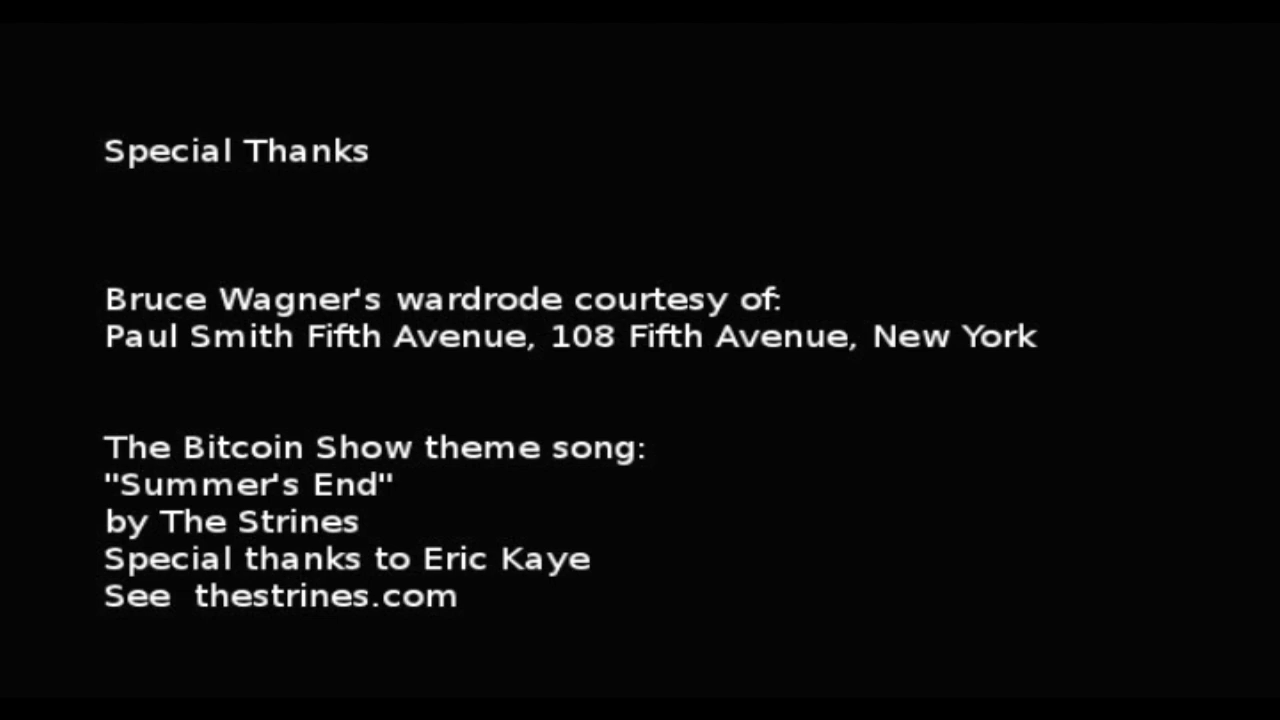 Special Thanks
Bruce Wagner's wardrode courtesy of:
Paul Smith Fifth Avenue, 108 Fifth Avenue, New York
The Bitcoin Show theme song:
"Summer's End"
by The Strines
Special thanks to Eric Kaye
See  thestrines.com